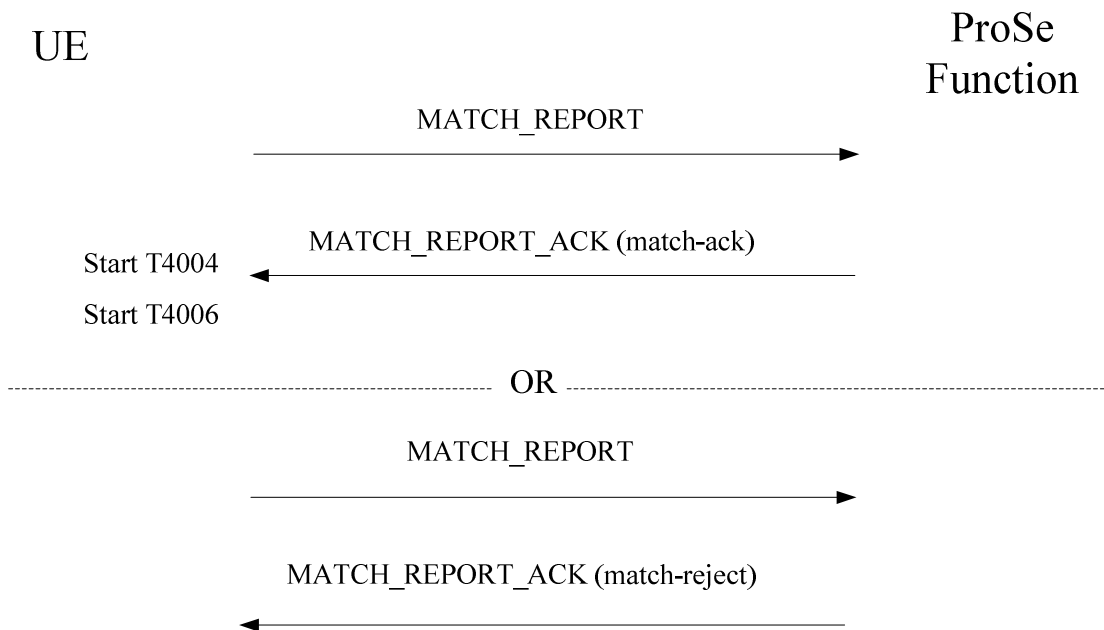 UE
ProSe
Function
MATCH_REPORT
MATCH_REPORT_ACK (match-ack)
Start T4004
Start T4006
OR
MATCH_REPORT
MATCH_REPORT_ACK (match-reject)